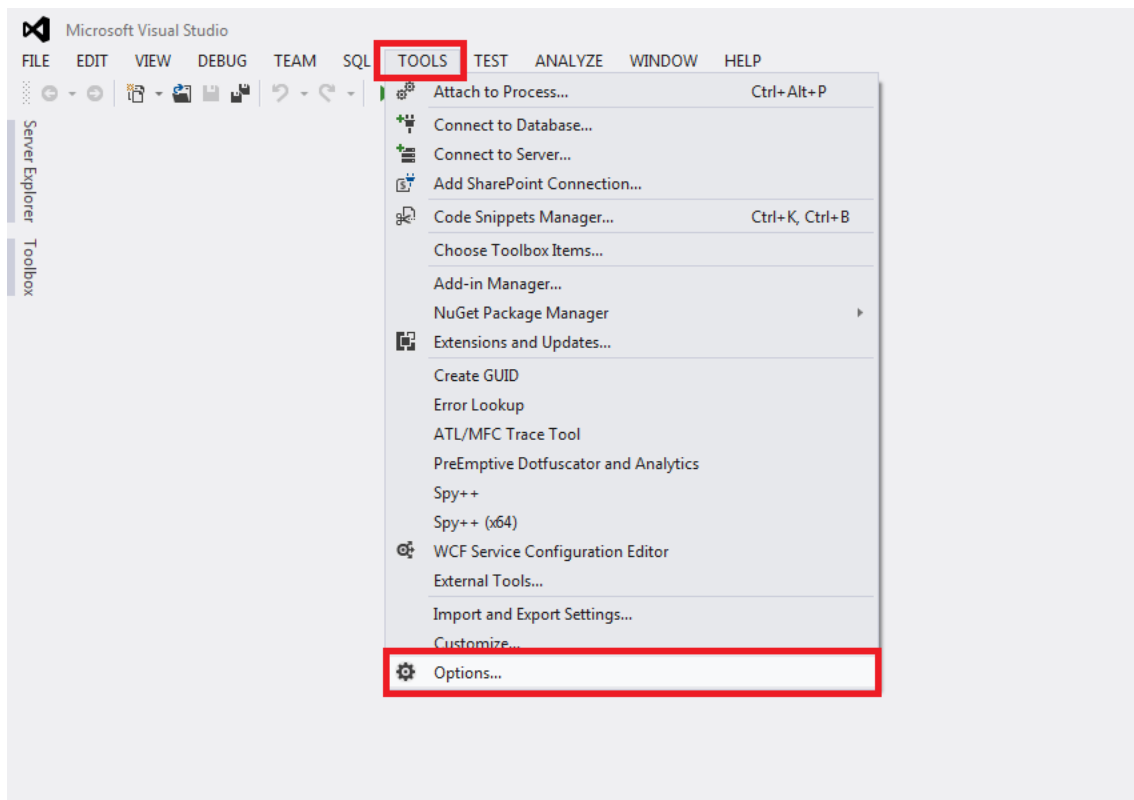 Microsoft Visual Studio
FILE EDIT VIEW DEBUG TEAM SQL TOOLS TEST ANALYZE WINDOW HELP
Server Explorer
Toolbox
Attach to Process... Ctrl+Alt+P
Connect to Database...
Connect to Server...
Add SharePoint Connection...
Code Snippets Manager... Ctrl+K, Ctrl+B
Choose Toolbox Items...
Add-in Manager...
NuGet Package Manager
Extensions and Updates...
Create GUID
Error Lookup
ATL/MFC Trace Tool
PreEmptive Dotfuscator and Analytics
Spy++
Spy++ (x64)
WCF Service Configuration Editor
External Tools...
Import and Export Settings...
Customize...
Options...